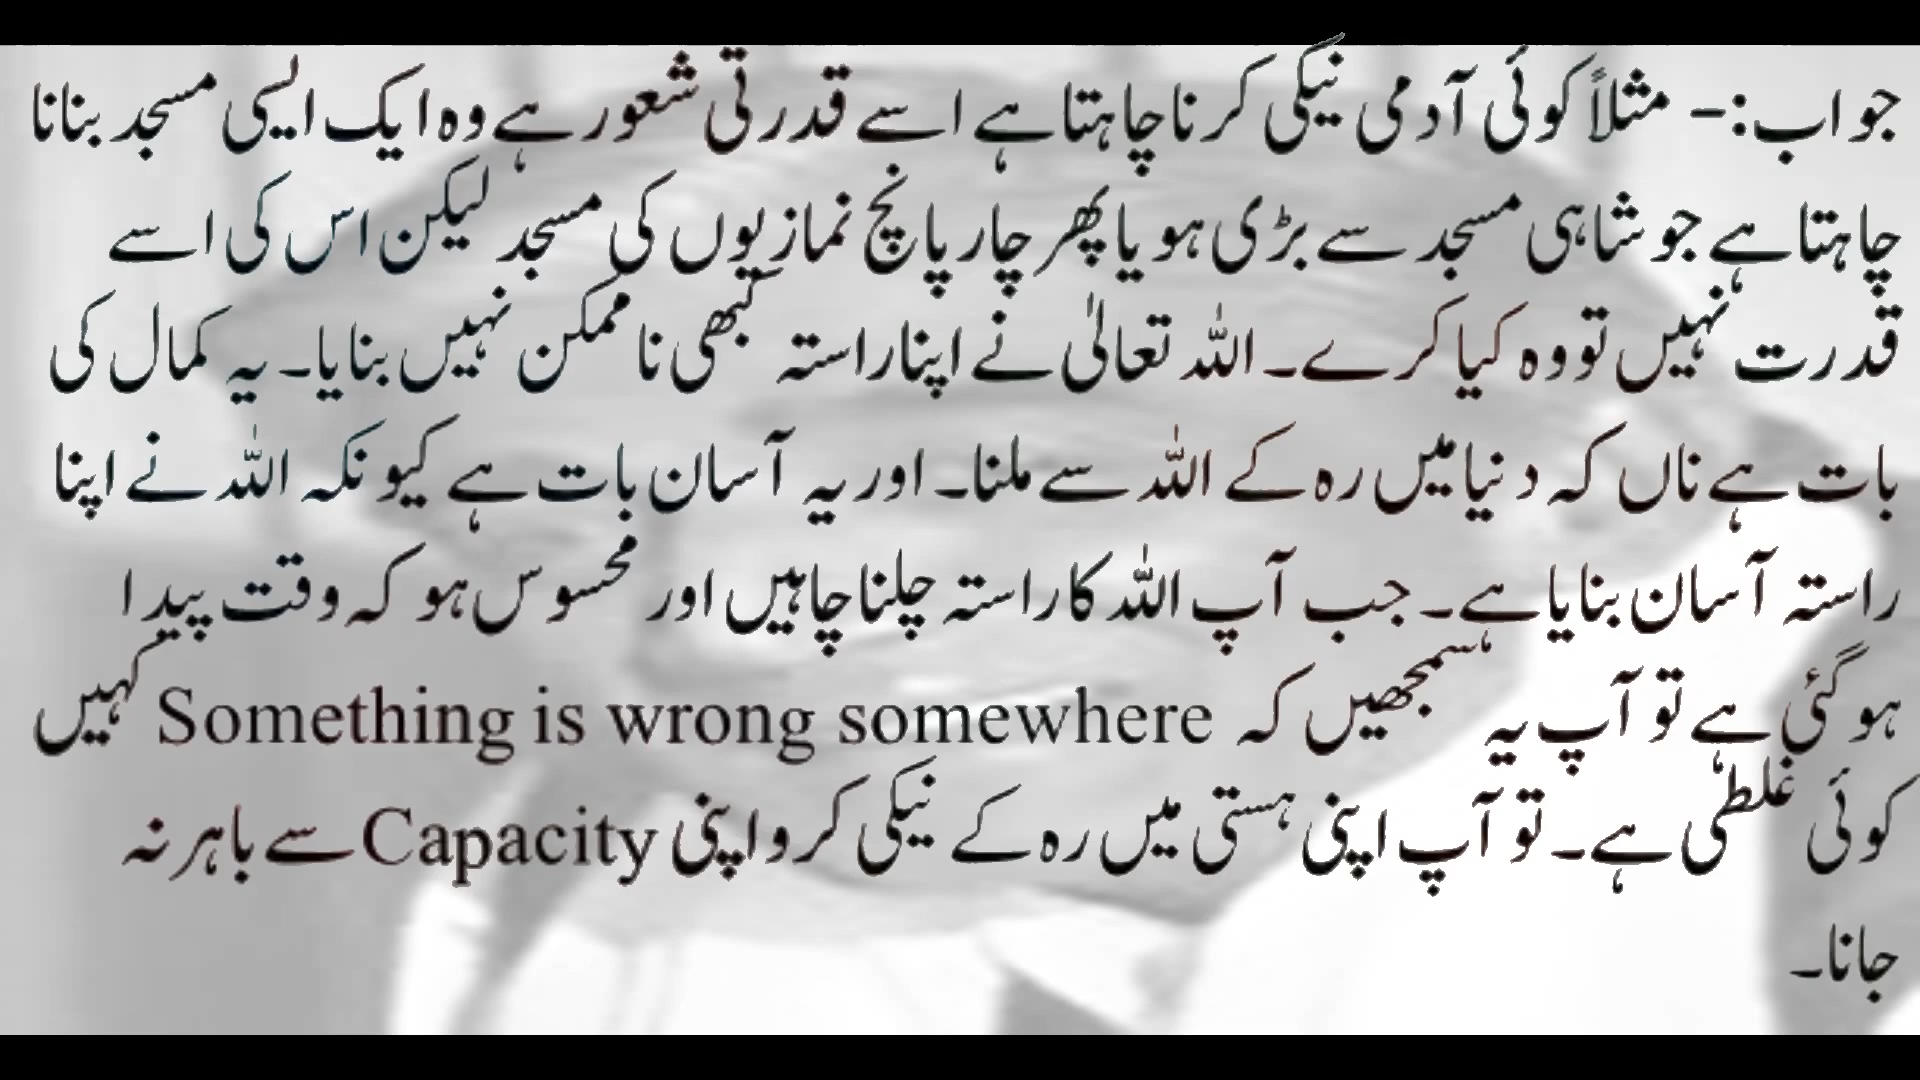 جواب:- مثلاً کوئی آدمی نیکی کرنا چاہتا ہے اسے قدرتی شعور ہے وہ ایک ایسی مسجد بنانا
چاہتا ہے جو شاہی مسجد سے بڑی ہو یا پھر چار پانچ نمازیوں کی مسجد لیکن اس کی اسے
قدرت نہیں تو وہ کیا کرے۔ اللہ تعالیٰ نے اپنا راستہ کبھی نا ممکن نہیں بنایا۔ یہ کمال کی
بات ہے ناں کہ دنیا میں رہ کے اللہ سے ملنا۔ اور یہ آسان بات ہے کیونکہ اللہ نے اپنا
راستہ آسان بنایا ہے۔ جب آپ اللہ کا راستہ چلنا چاہیں اور محسوس ہو کہ وقت پیدا
ہو گئی ہے تو آپ یہ سمجھیں کہ Something is wrong somewhere کہیں
کوئی غلطی ہے۔ تو آپ اپنی ہستی میں رہ کے نیکی کرو اپنی Capacity سے باہر نہ
جانا۔